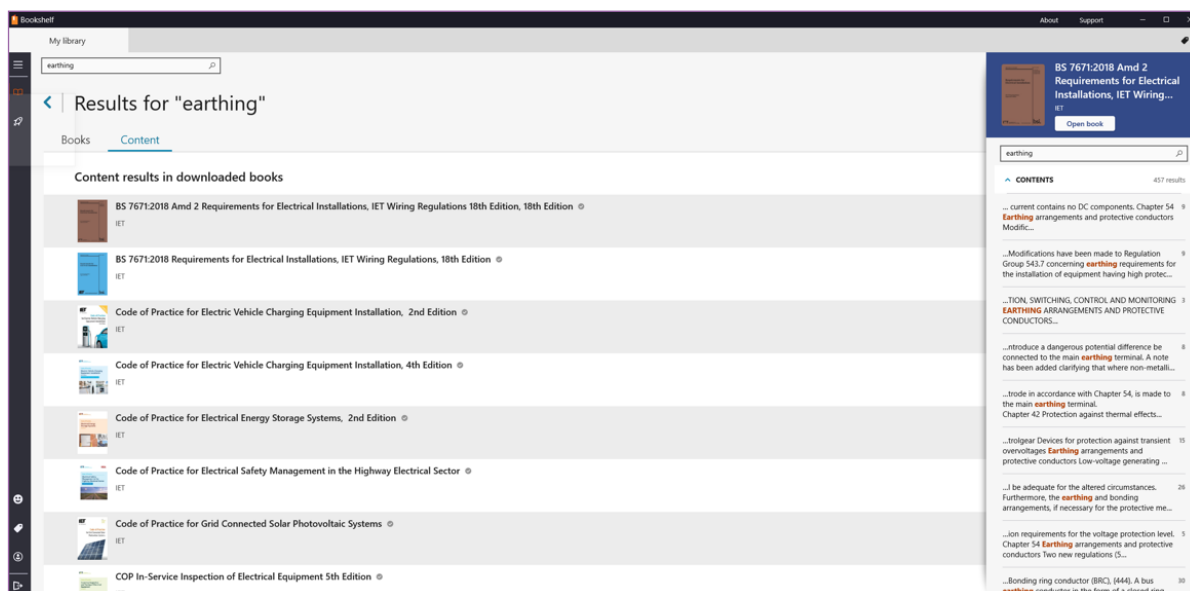 Bookshelf
About Support
My library
earthing
Results for "earthing"
Books Content
Content results in downloaded books
BS 7671:2018 Amd 2 Requirements for Electrical Installations, IET Wiring Regulations 18th Edition, 18th Edition
IET
BS 7671:2018 Requirements for Electrical Installations, IET Wiring Regulations, 18th Edition
IET
Code of Practice for Electric Vehicle Charging Equipment Installation, 2nd Edition
IET
Code of Practice for Electric Vehicle Charging Equipment Installation, 4th Edition
IET
Code of Practice for Electrical Energy Storage Systems, 2nd Edition
IET
Code of Practice for Electrical Safety Management in the Highway Electrical Sector
IET
Code of Practice for Grid Connected Solar Photovoltaic Systems
IET
COP In-Service Inspection of Electrical Equipment 5th Edition
BS 7671:2018 Amd 2
Requirements for Electrical
Installations, IET Wiring...
IET
Open book
earthing
CONTENTS 457 results
... current contains no DC components. Chapter 54 9
Earthing arrangements and protective conductors
Modific...
...Modifications have been made to Regulation 9
Group 543.7 concerning earthing requirements for
the installation of equipment having high protec...
...TION, SWITCHING, CONTROL AND MONITORING 3
EARTHING ARRANGEMENTS AND PROTECTIVE
CONDUCTORS...
...ntroduce a dangerous potential difference be 8
connected to the main earthing terminal. A note
has been added clarifying that where non-metalli...
...trode in accordance with Chapter 54, is made to 8
the main earthing terminal.
Chapter 42 Protection against thermal effects...
...trolgear Devices for protection against transient 15
overvoltages Earthing arrangements and
protective conductors Low-voltage generating ...
...l be adequate for the altered circumstances. 26
Furthermore, the earthing and bonding
arrangements, if necessary for the protective me...
...ion requirements for the voltage protection level. 5
Chapter 54 Earthing arrangements and protective
conductors Two new regulations (5...
...Bonding ring conductor (BRC), (444). A bus 30
earthing conductor in the form of a closed ring